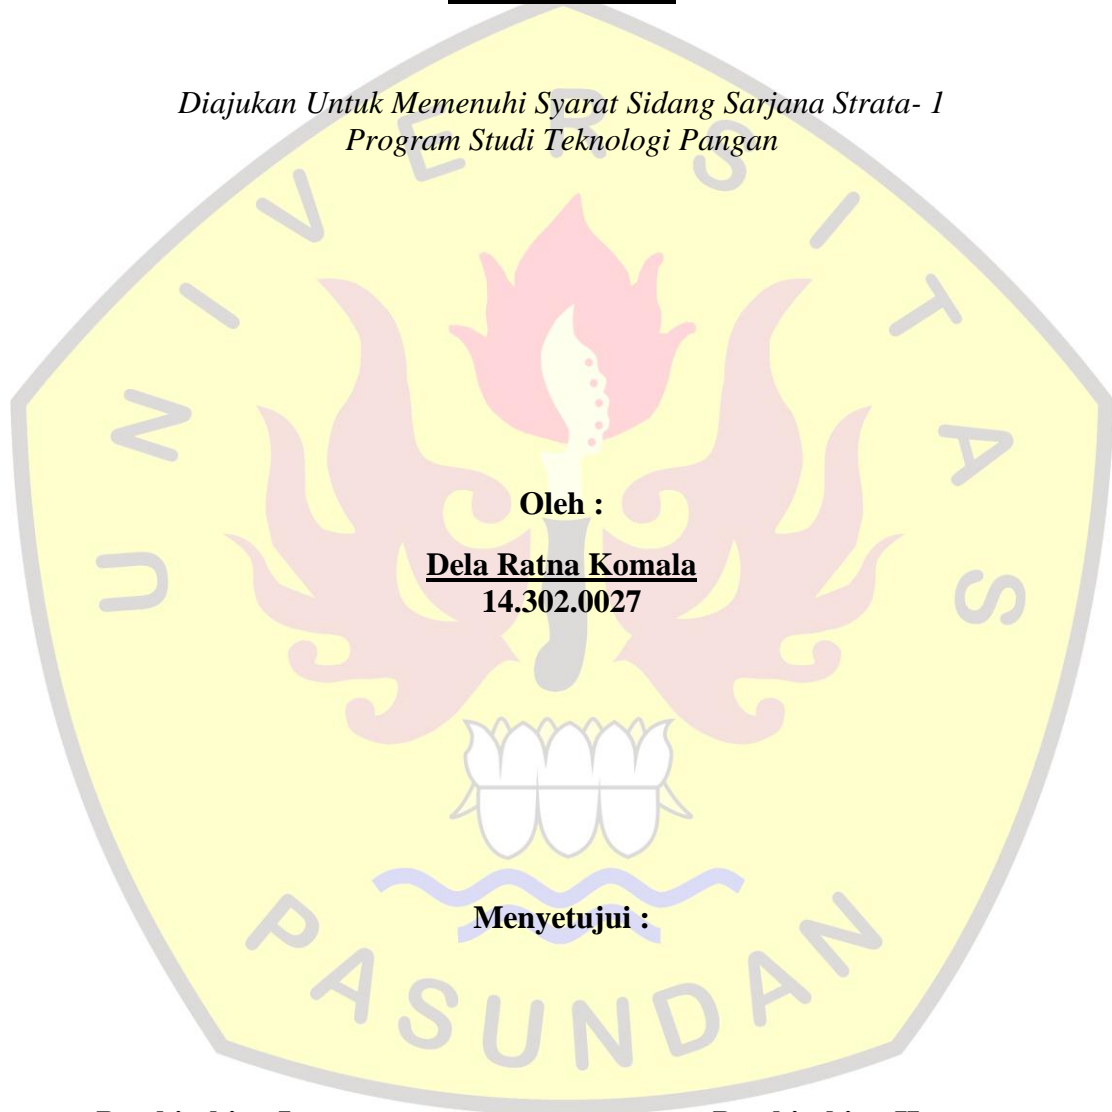 Diajukan Untuk Memenuhi Syarat Sidang Sarjana Strata- 1
Program Studi Teknologi Pangan
UNIVERSITAS
Oleh :
Dela Ratna Komala
14.302.0027
Menyetujui :
PASUNDAN